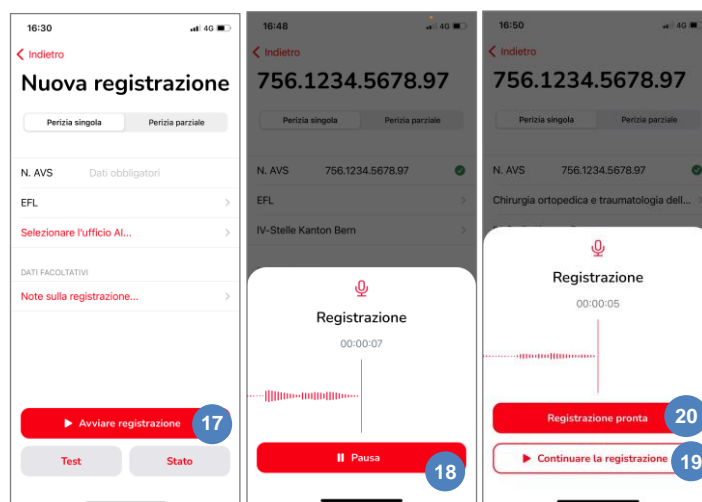 16:30
4G
Indietro
Nuova registrazione
Perizia singola Perizia parziale
N. AVS Dati obbligatori
EFL
Selezionare l'ufficio AI...
DATI FACOLTATIVI
Note sulla registrazione...
Avviare registrazione 17
Test Stato
16:48
4G
Indietro
756.1234.5678.97
Perizia singola Perizia parziale
N. AVS 756.1234.5678.97
EFL
IV-Stelle Kanton Bern
Registrazione
00:00:07
Pausa
18
16:50
4G
Indietro
756.1234.5678.97
Perizia singola Perizia parziale
N. AVS 756.1234.5678.97
Chirurgia ortopedica e traumatologia dell...
Registrazione
00:00:05
Registrazione pronta 20
Continuare la registrazione 19